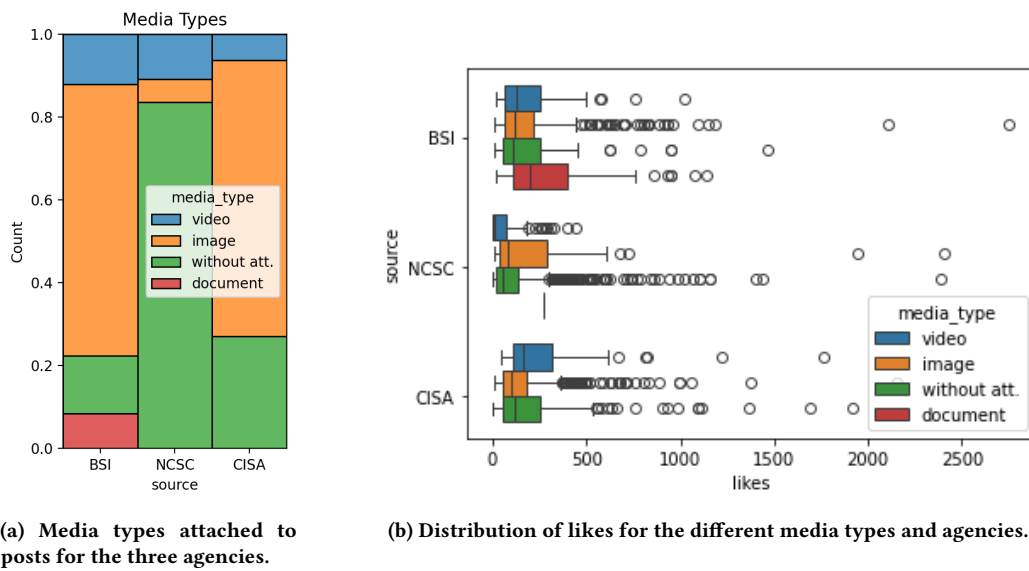 Media Types
1.0
0.8
0.6
0.4
0.2
0.0
Count
media_type
video
image
without att.
document
BSI NCSC CISA
source
(a) Media types attached to
posts for the three agencies.
BSI
NCSC
CISA
source
media_type
video
image
without att.
document
0 500 1000 1500 2000 2500
likes
(b) Distribution of likes for the different media types and agencies.